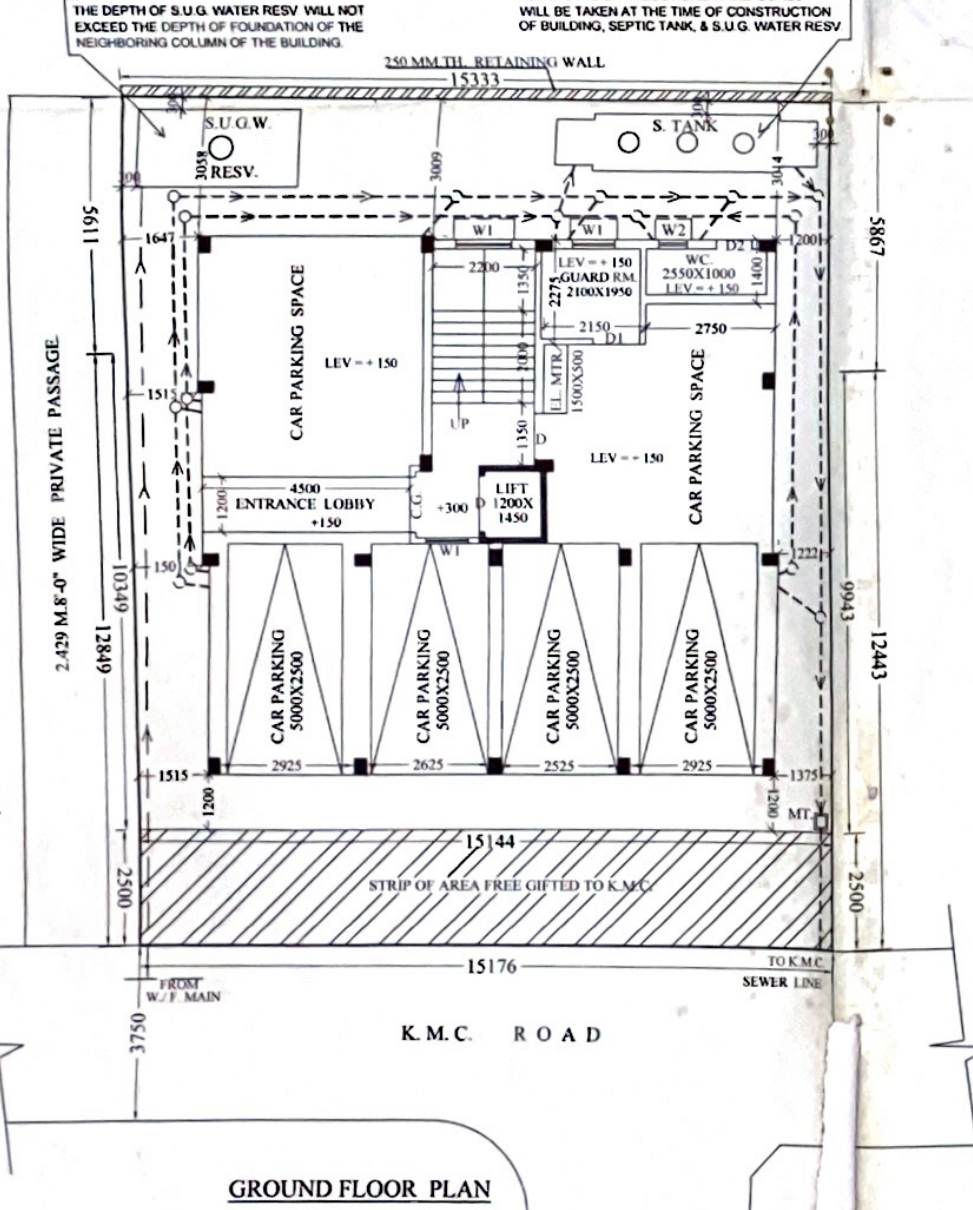 THE DEPTH OF S.U.G. WATER RESV. WILL NOT
EXCEED THE DEPTH OF FOUNDATION OF THE
NEIGHBORING COLUMN OF THE BUILDING.
WILL BE TAKEN AT THE TIME OF CONSTRUCTION
OF BUILDING, SEPTIC TANK, & S.U.G. WATER RESV.
250 MM.TH. RETAINING WALL
15333
300
S.U.G.W.
RESV.
3058
3009
300
S. TANK
300
3014
300
5611
5867
1647
W1
W1
W2
D2
1200
2200
1350
2275
LEV = + 150
GUARD RM.
2100X1950
WC.
2550X1000
LEV = + 150
1400
2150
2750
D1
CAR PARKING SPACE
LEV = + 150
2000
EL. MTR.
1500X500
UP
1350
D
LEV = + 150
CAR PARKING SPACE
1515
2.429 M.8'-0" WIDE PRIVATE PASSAGE
4500
1200
ENTRANCE LOBBY
+150
C.G
+300
D
LIFT
1200X
1450
W1
150
1222
10349
12849
9943
12443
CAR PARKING
5000X2500
CAR PARKING
5000X2500
CAR PARKING
5000X2500
CAR PARKING
5000X2500
2925
2625
2525
2925
1515
1375
1200
1200
MT.
15144
STRIP OF AREA FREE GIFTED TO K.M.C.
2500
2500
15176
TO K.M.C.
SEWER LINE
FROM
W./F. MAIN
3750
K.M.C. ROAD
GROUND FLOOR PLAN